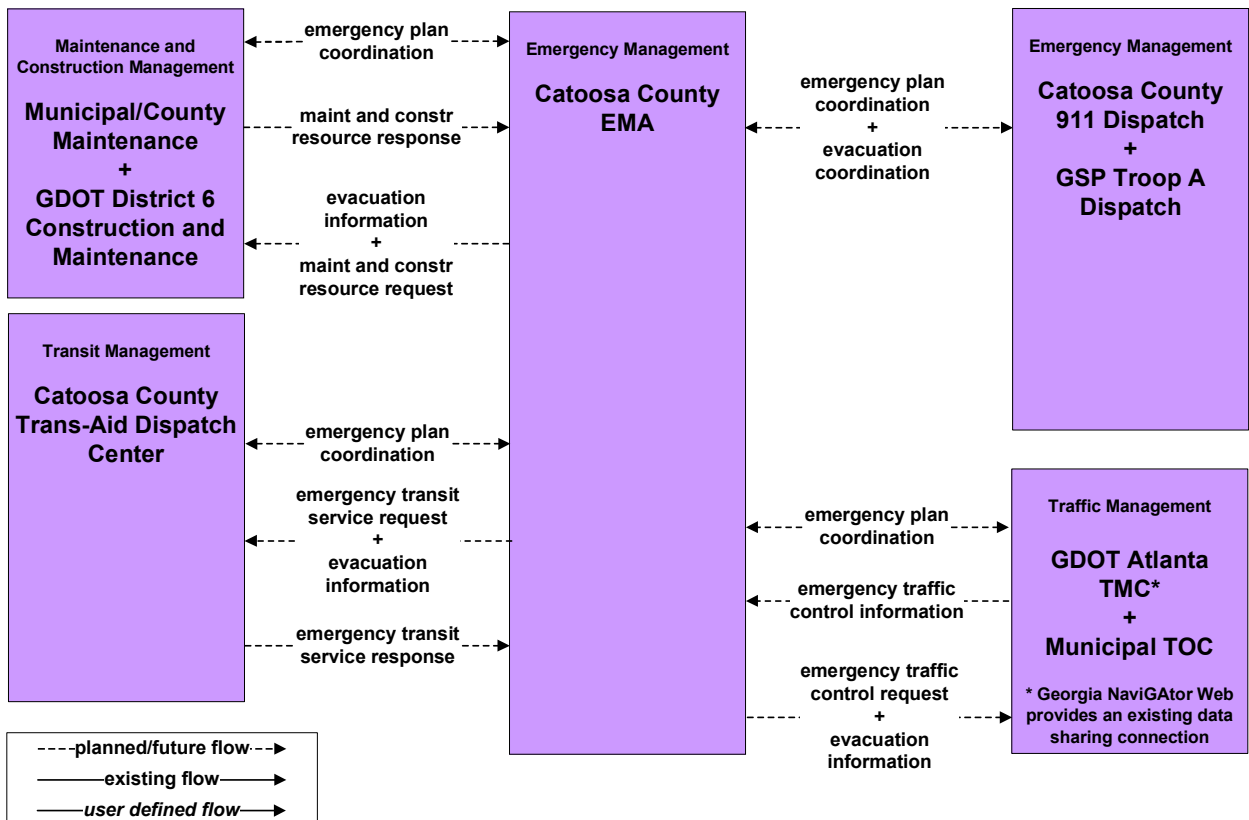 Maintenance and
Construction Management
Municipal/County
Maintenance
+
GDOT District 6
Construction and
Maintenance
emergency plan
coordination
maint and constr
resource response
evacuation
information
+
maint and constr
resource request
Transit Management
Catoosa County
Trans-Aid Dispatch
Center
emergency plan
coordination
emergency transit
service request
+
evacuation
information
emergency transit
service response
Emergency Management
Catoosa County
EMA
emergency plan
coordination
+
evacuation
coordination
Emergency Management
Catoosa County
911 Dispatch
+
GSP Troop A
Dispatch
emergency plan
coordination
emergency traffic
control information
emergency traffic
control request
+
evacuation
information
Traffic Management
GDOT Atlanta
TMC*
+
Municipal TOC
* Georgia NaviGAtor Web
provides an existing data
sharing connection
planned/future flow
existing flow
user defined flow